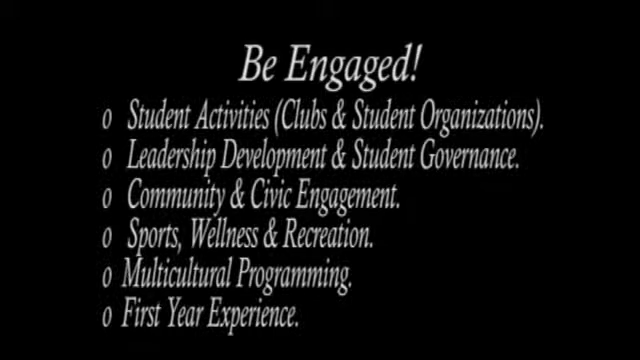 Be Engaged!
o Student Activities (Clubs & Student Organizations).
o Leadership Development & Student Governance.
o Community & Civic Engagement.
o Sports, Wellness & Recreation.
o Multicultural Programming.
o First Year Experience.